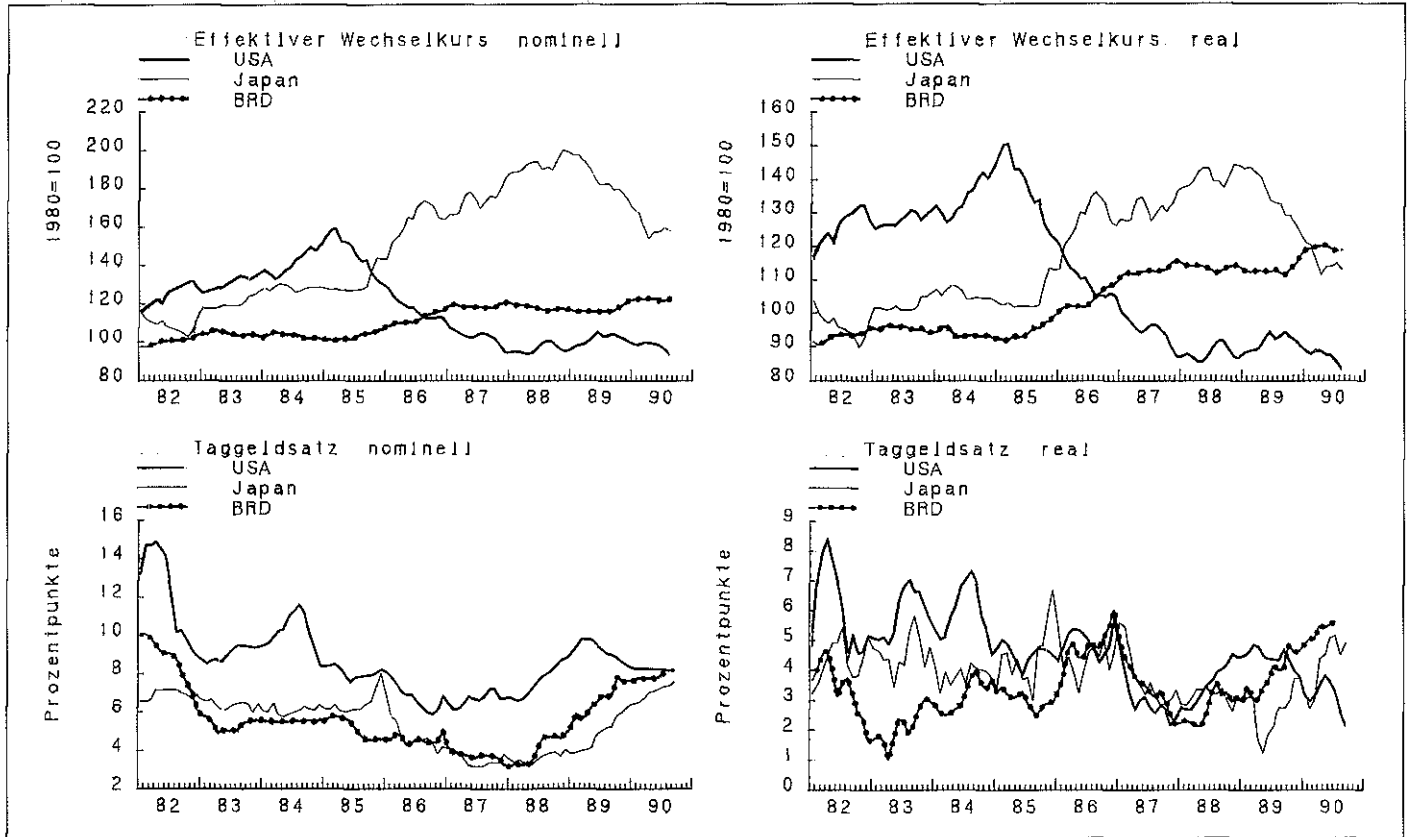 Effektiver Wechselkurs nominell
USA
Japan
BRD
1980=100
220
200
180
160
140
120
100
80
82 83 84 85 86 87 88 89 90
Effektiver Wechselkurs real
USA
Japan
BRD
1980=100
160
150
140
130
120
110
100
90
80
82 83 84 85 86 87 88 89 90
Taggeldsatz nominell
USA
Japan
BRD
Prozentpunkte
16
14
12
10
8
6
4
2
82 83 84 85 86 87 88 89 90
Taggeldsatz real
USA
Japan
BRD
Prozentpunkte
9
8
7
6
5
4
3
2
1
0
82 83 84 85 86 87 88 89 90